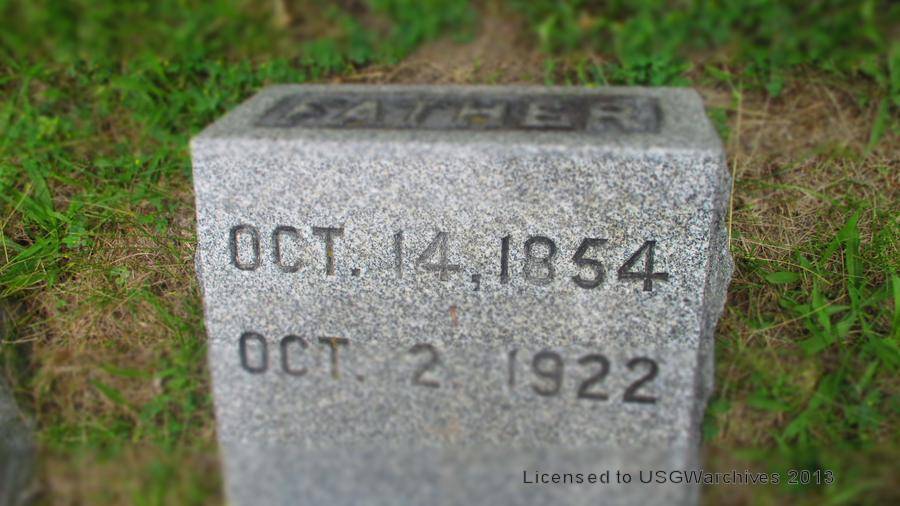 FATHER
OCT. 14, 1854
OCT. 2 1922
Licensed to USGWarchives 2013